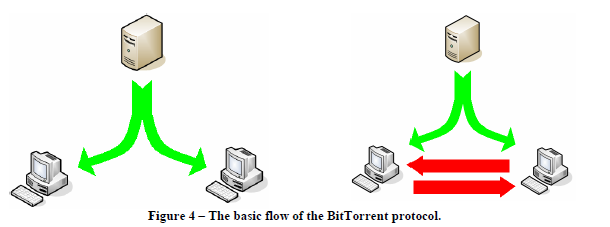 Figure 4 – The basic flow of the BitTorrent protocol.